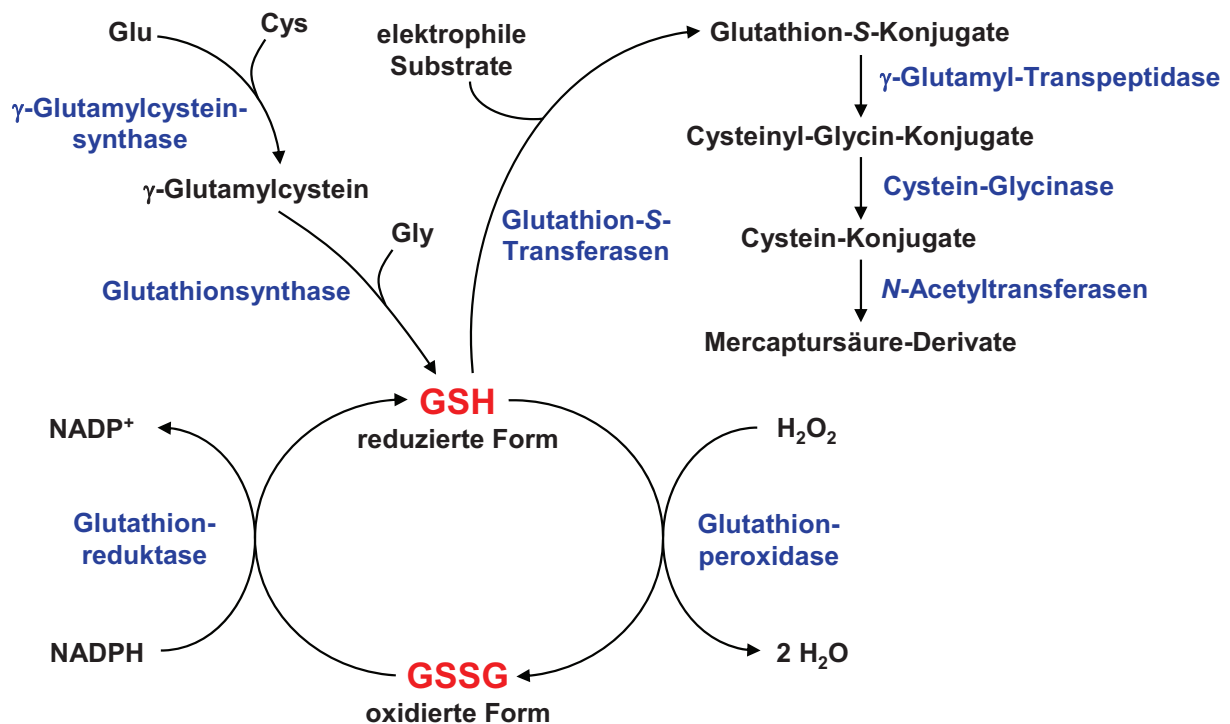 Glu
Cys
elektrophile
Substrate
Glutathion-S-Konjugate
γ-Glutamyl-Transpeptidase
γ-Glutamylcystein-
synthase
Cysteinyl-Glycin-Konjugate
Cystein-Glycinase
γ-Glutamylcystein
Gly
Glutathion-S-
Transferasen
Cystein-Konjugate
Glutathionsynthase
N-Acetyltransferasen
Mercaptursäure-Derivate
GSH
reduzierte Form
NADP⁺
H₂O₂
Glutathion-
reduktase
Glutathion-
peroxidase
NADPH
2 H₂O
GSSG
oxidierte Form